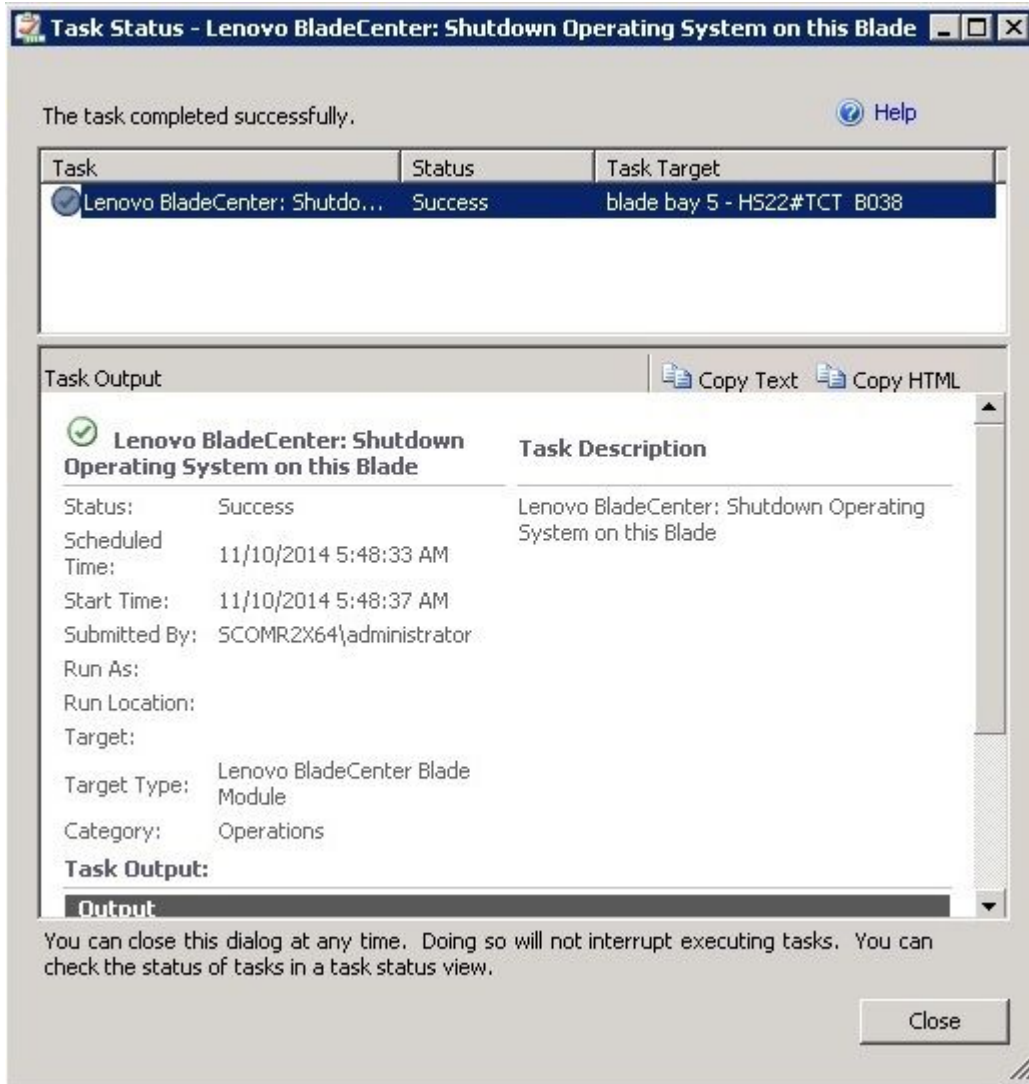 Task Status - Lenovo BladeCenter: Shutdown Operating System on this Blade
The task completed successfully.
Help
Task Status Task Target
Lenovo BladeCenter: Shutdo... Success blade bay 5 - HS22#TCT B038
Task Output
Copy Text Copy HTML
Lenovo BladeCenter: Shutdown
Operating System on this Blade
Task Description
Lenovo BladeCenter: Shutdown Operating
System on this Blade
Status: Success
Scheduled
Time: 11/10/2014 5:48:33 AM
Start Time: 11/10/2014 5:48:37 AM
Submitted By: SCOMR2X64\administrator
Run As:
Run Location:
Target:
Target Type: Lenovo BladeCenter Blade
Module
Category: Operations
Task Output:
Output
You can close this dialog at any time. Doing so will not interrupt executing tasks. You can
check the status of tasks in a task status view.
Close